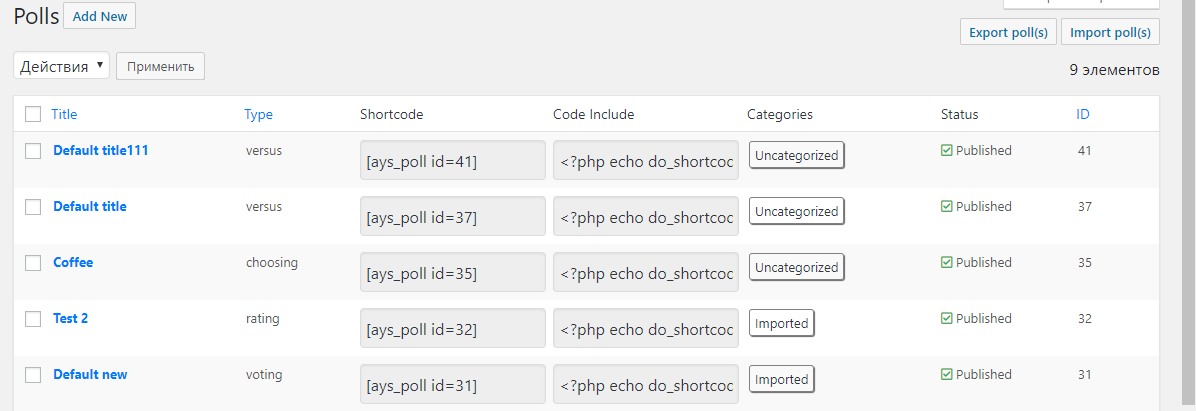 Polls Add New
Export poll(s) Import poll(s)
Действия Применить
9 элементов
Title Type Shortcode Code Include Categories Status ID
Default title111 versus [ays_poll id=41] <?php echo do_shortcoc Uncategorized Published 41
Default title versus [ays_poll id=37] <?php echo do_shortcoc Uncategorized Published 37
Coffee choosing [ays_poll id=35] <?php echo do_shortcoc Uncategorized Published 35
Test 2 rating [ays_poll id=32] <?php echo do_shortcoc Imported Published 32
Default new voting [ays_poll id=31] <?php echo do_shortcoc Imported Published 31